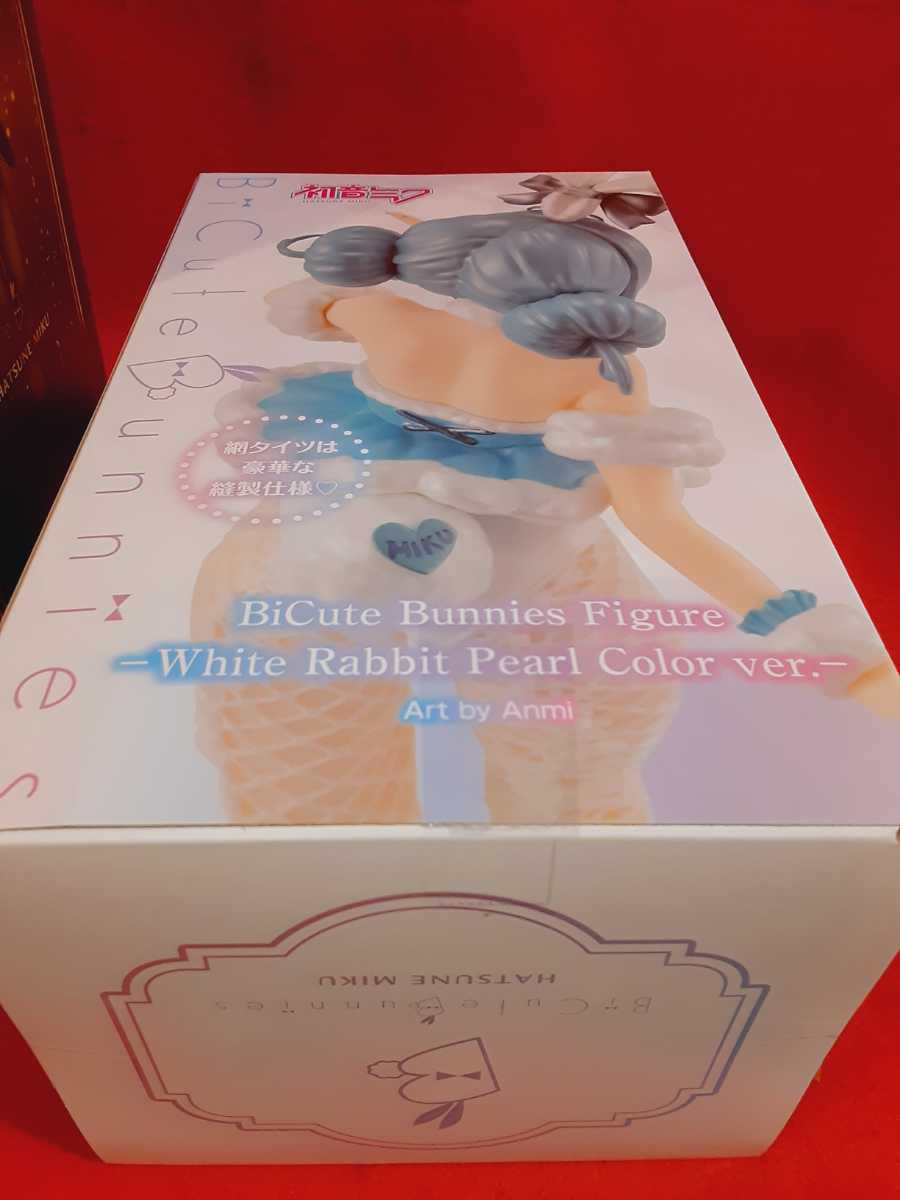 初音ミク
HATSUNE MIKU
BiCute Bunnies
網タイツは
豪華な
縫製仕様♡
MIKU
BiCute Bunnies Figure
−White Rabbit Pearl Color ver.−
Art by Anmi
HATSUNE MIKU
BiCute Bunnies
HATSUNE MIKU